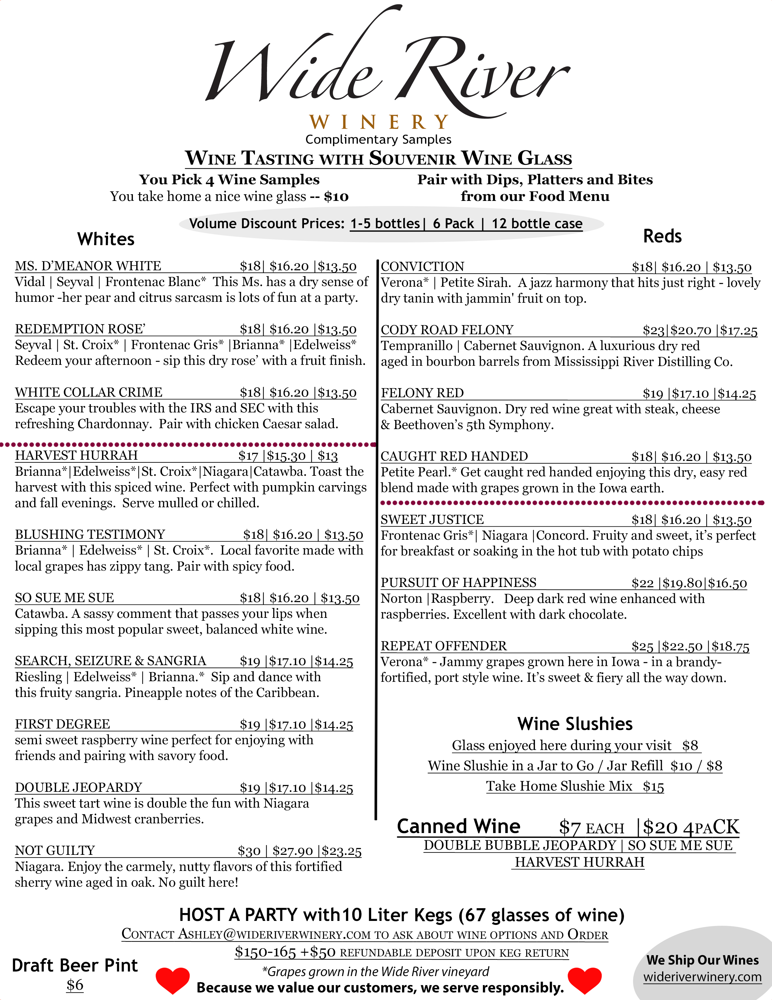 Wide River
WINERY
Complimentary Samples
WINE TASTING WITH SOUVENIR WINE GLASS
You Pick 4 Wine Samples
You take home a nice wine glass -- $10
Pair with Dips, Platters and Bites
from our Food Menu
Volume Discount Prices: 1-5 bottles| 6 Pack | 12 bottle case
Whites
MS. D’MEANOR WHITE $18| $16.20 |$13.50
Vidal | Seyval | Frontenac Blanc* This Ms. has a dry sense of
humor -her pear and citrus sarcasm is lots of fun at a party.
REDEMPTION ROSE’ $18| $16.20 |$13.50
Seyval | St. Croix* | Frontenac Gris* |Brianna* |Edelweiss*
Redeem your afternoon - sip this dry rose’ with a fruit finish.
WHITE COLLAR CRIME $18| $16.20 |$13.50
Escape your troubles with the IRS and SEC with this
refreshing Chardonnay. Pair with chicken Caesar salad.
HARVEST HURRAH $17 |$15.30 | $13
Brianna*|Edelweiss*|St. Croix*|Niagara|Catawba. Toast the
harvest with this spiced wine. Perfect with pumpkin carvings
and fall evenings. Serve mulled or chilled.
BLUSHING TESTIMONY $18| $16.20 | $13.50
Brianna* | Edelweiss* | St. Croix*. Local favorite made with
local grapes has zippy tang. Pair with spicy food.
SO SUE ME SUE $18| $16.20 | $13.50
Catawba. A sassy comment that passes your lips when
sipping this most popular sweet, balanced white wine.
SEARCH, SEIZURE & SANGRIA $19 |$17.10 |$14.25
Riesling | Edelweiss* | Brianna.* Sip and dance with
this fruity sangria. Pineapple notes of the Caribbean.
FIRST DEGREE $19 |$17.10 |$14.25
semi sweet raspberry wine perfect for enjoying with
friends and pairing with savory food.
DOUBLE JEOPARDY $19 |$17.10 |$14.25
This sweet tart wine is double the fun with Niagara
grapes and Midwest cranberries.
NOT GUILTY $30 | $27.90 |$23.25
Niagara. Enjoy the carmely, nutty flavors of this fortified
sherry wine aged in oak. No guilt here!
Reds
CONVICTION $18| $16.20 | $13.50
Verona* | Petite Sirah. A jazz harmony that hits just right - lovely
dry tanin with jammin' fruit on top.
CODY ROAD FELONY $23|$20.70 |$17.25
Tempranillo | Cabernet Sauvignon. A luxurious dry red
aged in bourbon barrels from Mississippi River Distilling Co.
FELONY RED $19 |$17.10 |$14.25
Cabernet Sauvignon. Dry red wine great with steak, cheese
& Beethoven’s 5th Symphony.
CAUGHT RED HANDED $18| $16.20 | $13.50
Petite Pearl.* Get caught red handed enjoying this dry, easy red
blend made with grapes grown in the Iowa earth.
SWEET JUSTICE $18| $16.20 | $13.50
Frontenac Gris*| Niagara |Concord. Fruity and sweet, it’s perfect
for breakfast or soaking in the hot tub with potato chips
PURSUIT OF HAPPINESS $22 |$19.80|$16.50
Norton |Raspberry. Deep dark red wine enhanced with
raspberries. Excellent with dark chocolate.
REPEAT OFFENDER $25 |$22.50 |$18.75
Verona* - Jammy grapes grown here in Iowa - in a brandy-
fortified, port style wine. It’s sweet & fiery all the way down.
Wine Slushies
Glass enjoyed here during your visit $8
Wine Slushie in a Jar to Go / Jar Refill $10 / $8
Take Home Slushie Mix $15
Canned Wine $7 EACH |$20 4PACK
DOUBLE BUBBLE JEOPARDY | SO SUE ME SUE
HARVEST HURRAH
HOST A PARTY with10 Liter Kegs (67 glasses of wine)
CONTACT ASHLEY@WIDERIVERWINERY.COM TO ASK ABOUT WINE OPTIONS AND ORDER
$150-165 +$50 REFUNDABLE DEPOSIT UPON KEG RETURN
Draft Beer Pint
$6
*Grapes grown in the Wide River vineyard
Because we value our customers, we serve responsibly.
We Ship Our Wines
wideriverwinery.com